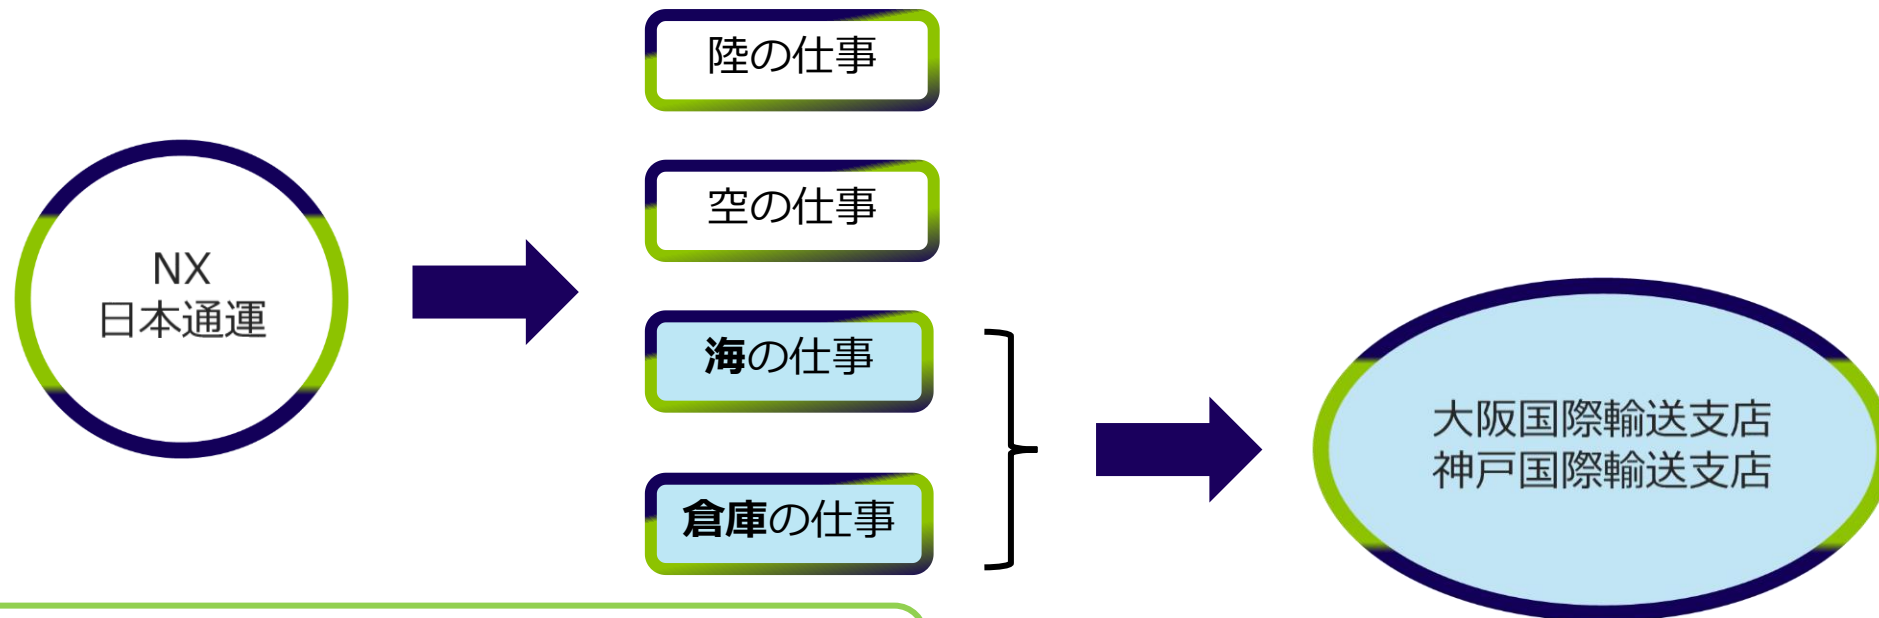 陸の仕事
空の仕事
NX
日本通運
海の仕事
倉庫の仕事
大阪国際輸送支店
神戸国際輸送支店